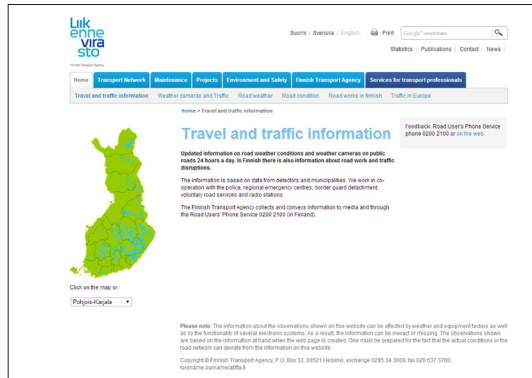 Liik
enne
vira
sto
Finnish Transport Agency
Suomi | Svenska | English Print Google
Statistics | Publications | Contact | News |
Home Transport Network Maintenance Projects Environment and Safety Finnish Transport Agency Services for transport professionals
Travel and traffic information Weather cameras and Traffic Road weather Road condition Road works in finnish Traffic in Europe
Home > Travel and traffic information
Travel and traffic information
Feedback: Road User's Phone Service
phone 0200 2100 or on the web.
Updated information on road weather conditions and weather cameras on public
roads 24 hours a day. In Finnish there is also information about road work and traffic
disruptions.
The information is based on data from detectors and municipalities. We work in co-
operation with the police, regional emergency centres, border guard detachment,
voluntary road services and radio stations.
The Finnish Transport Agency collects and conveys information to media and through
the Road Users' Phone Service 0200 2100 (in Finland).
Click on the map or
Pohjois-Karjala
Please note: The information about the observations shown on this website can be affected by weather and equipment factors as well
as by the functionality of several electronic systems. As a result, the information can be inexact or missing. The observations shown
are based on the information at hand when the web page is created. One must be prepared for the fact that the actual conditions in the
road network can deviate from the information on this website.
Copyright © Finnish Transport Agency, P.O. Box 33, 00521 Helsinki, exchange 0295 34 3000, fax 020 637 3700,
forename.surname(at)fta.fi